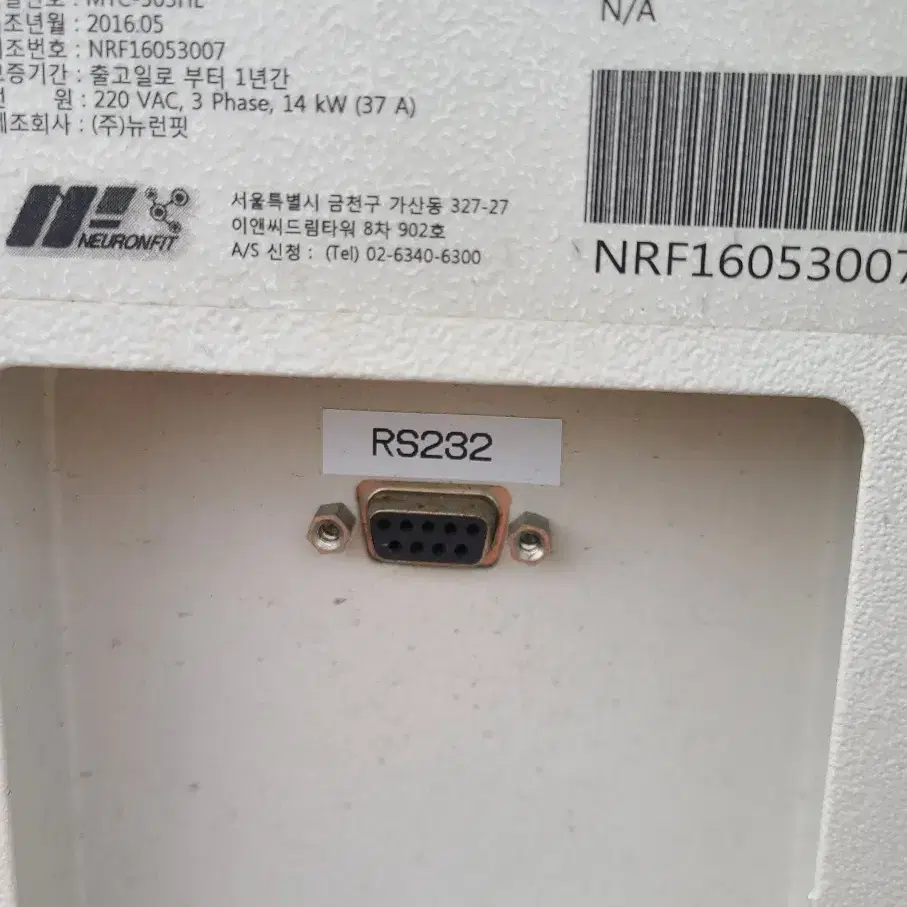 조년월 : 2016.05
조번호 : NRF16053007
증기간 : 출고일로 부터 1년간
원 : 220 VAC, 3 Phase, 14 kW (37 A)
제조회사 : (주)뉴런핏
N/A
NEURONFIT
서울특별시 금천구 가산동 327-27
이앤씨드림타워 8차 902호
A/S 신청 : (Tel) 02-6340-6300
NRF16053007
RS232